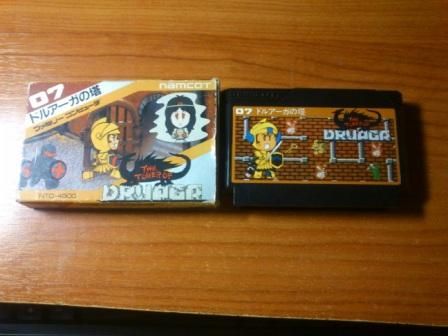 07
ドルアーガの塔
ファミリーコンピュータ
namcot
THE
TOWER OF
DRUAGA
NTD-4900
07 ドルアーガの塔
THE
TOWER OF
DRUAGA